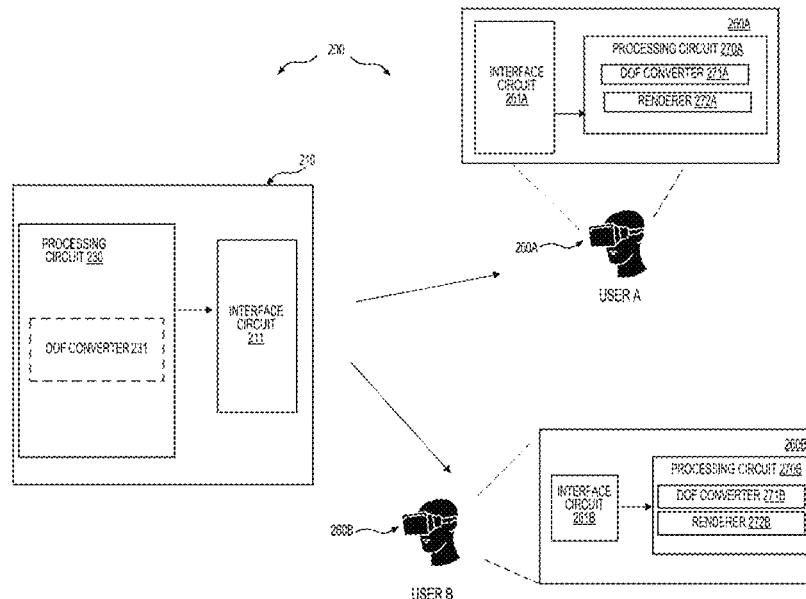 200
260A
PROCESSING CIRCUIT 270A
DOF CONVERTER 271A
RENDERER 272A
INTERFACE
CIRCUIT
261A
210
PROCESSING
CIRCUIT 230
DOF CONVERTER 231
INTERFACE
CIRCUIT
211
260A
USER A
260B
PROCESSING CIRCUIT 270B
DOF CONVERTER 271B
RENDERER 272B
INTERFACE
CIRCUIT
261B
260B
USER B